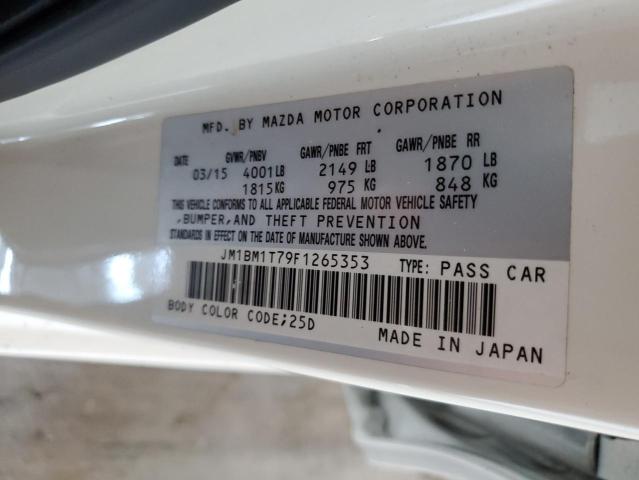 MFD. BY MAZDA MOTOR CORPORATION
DATE GVWR/PNBV GAWR/PNBE FRT GAWR/PNBE RR
03/15 4001LB 2149 LB 1870 LB
1815KG 975 KG 848 KG
THIS VEHICLE CONFORMS TO ALL APPLICABLE FEDERAL MOTOR VEHICLE SAFETY
,BUMPER,AND THEFT PREVENTION
STANDARDS IN EFFECT ON THE DATE OF MANUFACTURE SHOWN ABOVE.
JM1BM1T79F1265353 TYPE: PASS CAR
BODY COLOR CODE;25D
MADE IN JAPAN